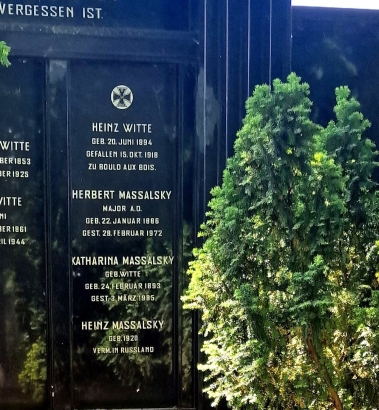 VERGESSEN IST.
WITTE
BER 1853
BER 1925
WITTE
BER 1861
IL 1944
HEINZ WITTE
GEB. 20. JUNI 1894
GEFALLEN 15. OKT. 1918
ZU BOULD AUX BOIS.
HERBERT MASSALSKY
MAJOR A.D.
GEB. 22. JANUAR 1886
GEST. 28. FEBRUAR 1972
KATHARINA MASSALSKY
GEB. WITTE
GEB. 24. FEBRUAR 1893
GEST. 3. MÄRZ 1985
HEINZ MASSALSKY
GEB. 1920
VERM. IN RUSSLAND